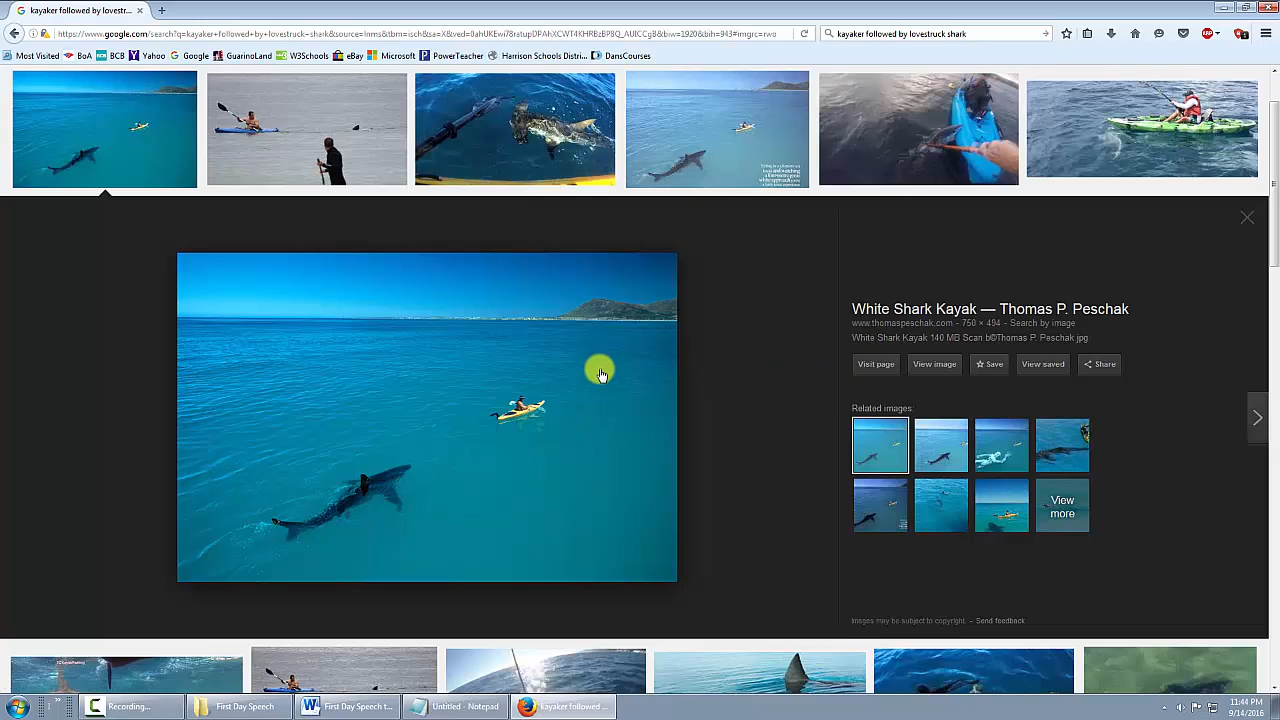 kayaker followed by lovestr...
https://www.google.com/search?q=kayaker+followed+by+lovestruck+shark&source=lnms&tbm=isch&sa=X&ved=0ahUKEwi78ratupDPAhXCWT4KHRBzBP8Q_AUICCgB&biw=1920&bih=943#imgrc=rwo
kayaker followed by lovestruck shark
Most Visited BoA BCB Yahoo Google GuarinoLand W3Schools eBay Microsoft PowerTeacher Harrison Schools Distri... DansCourses
White Shark Kayak — Thomas P. Peschak
www.thomaspeschak.com - 750 × 494 - Search by image
White Shark Kayak 140 MB Scan b©Thomas P. Peschak.jpg
Visit page View image Save View saved Share
Related images:
View more
Images may be subject to copyright. - Send feedback
Recording... First Day Speech First Day Speech t... Untitled - Notepad kayaker followed ...
11:44 PM
9/14/2016